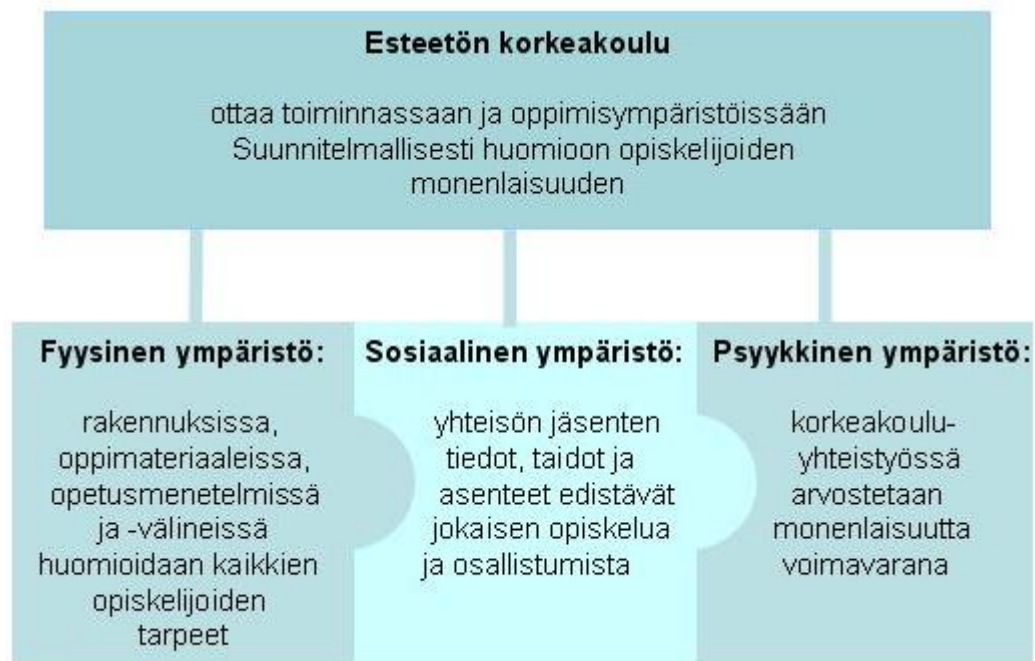 Esteetön korkeakoulu
ottaa toiminnassaan ja oppimisympäristöissään
Suunnitelmallisesti huomioon opiskelijoiden
monenlaisuuden
Fyysinen ympäristö:
rakennuksissa,
oppimateriaaleissa,
opetusmenetelmissä
ja -välineissä
huomioidaan kaikkien
opiskelijoiden
tarpeet
Sosiaalinen ympäristö:
yhteisön jäsenten
tiedot, taidot ja
asenteet edistävät
jokaisen opiskelua
ja osallistumista
Psyykkinen ympäristö:
korkeakoulu-
yhteistyössä
arvostetaan
monenlaisuutta
voimavarana